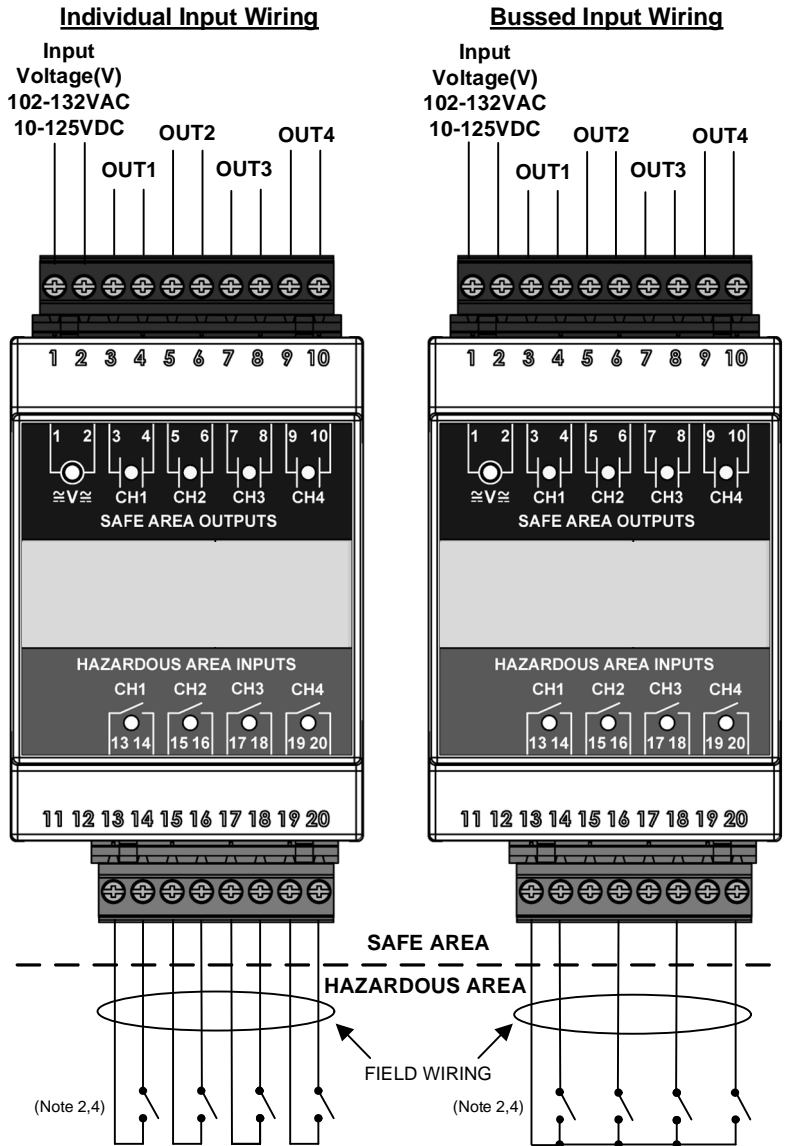 Individual Input Wiring
Input
Voltage(V)
102-132VAC
10-125VDC
OUT1
OUT2
OUT3
OUT4
1 2 3 4 5 6 7 8 9 10
1 2 3 4 5 6 7 8 9 10
≅V≅ CH1 CH2 CH3 CH4
SAFE AREA OUTPUTS
HAZARDOUS AREA INPUTS
CH1 CH2 CH3 CH4
13 14 15 16 17 18 19 20
11 12 13 14 15 16 17 18 19 20
Bussed Input Wiring
Input
Voltage(V)
102-132VAC
10-125VDC
OUT1
OUT2
OUT3
OUT4
1 2 3 4 5 6 7 8 9 10
1 2 3 4 5 6 7 8 9 10
≅V≅ CH1 CH2 CH3 CH4
SAFE AREA OUTPUTS
HAZARDOUS AREA INPUTS
CH1 CH2 CH3 CH4
13 14 15 16 17 18 19 20
11 12 13 14 15 16 17 18 19 20
SAFE AREA
HAZARDOUS AREA
FIELD WIRING
(Note 2,4)
(Note 2,4)